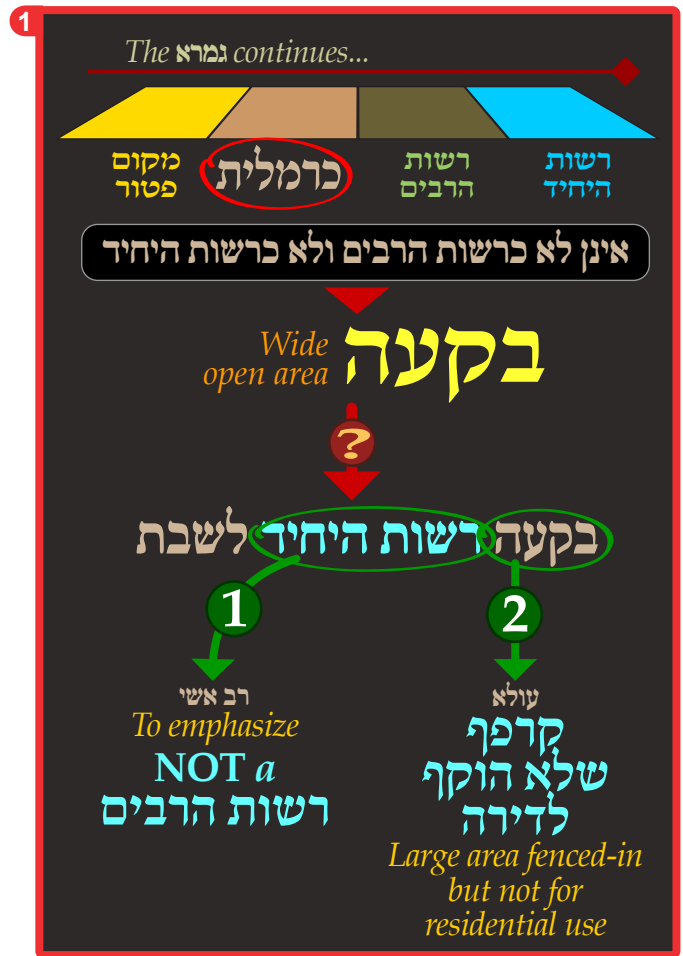 1
The גמרא continues...
רשות היחיד
רשות הרבים
כרמלית
מקום פטור
אינן לא כרשות הרבים ולא כרשות היחיד
Wide
open area
בקעה
?
בקעה רשות היחיד לשבת
1
2
רב אשי
To emphasize
NOT a
רשות הרבים
עולא
קרפף
שלא הוקף
לדירה
Large area fenced-in
but not for
residential use